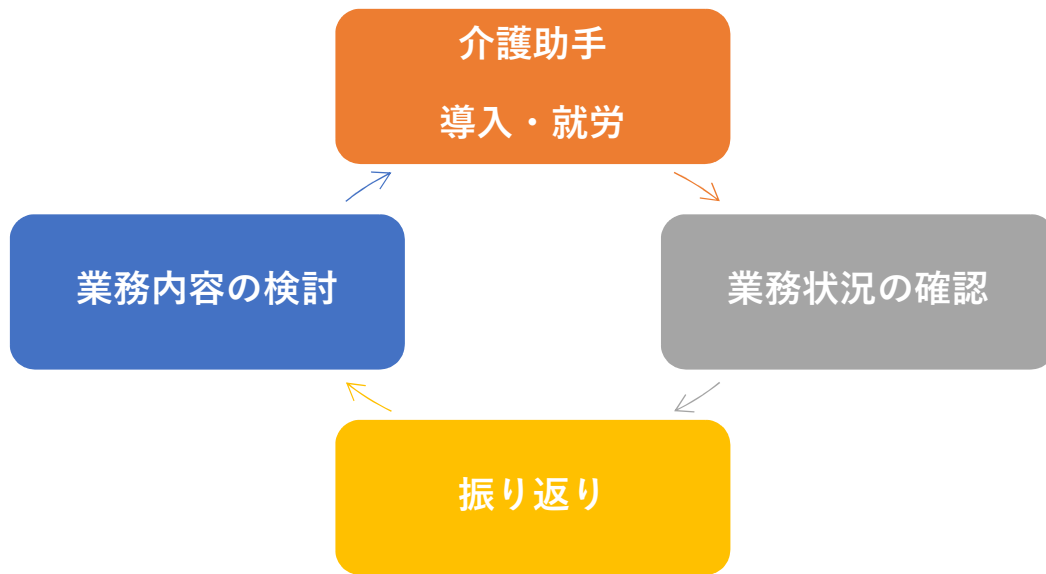 介護助手
導入・就労
業務内容の検討
業務状況の確認
振り返り